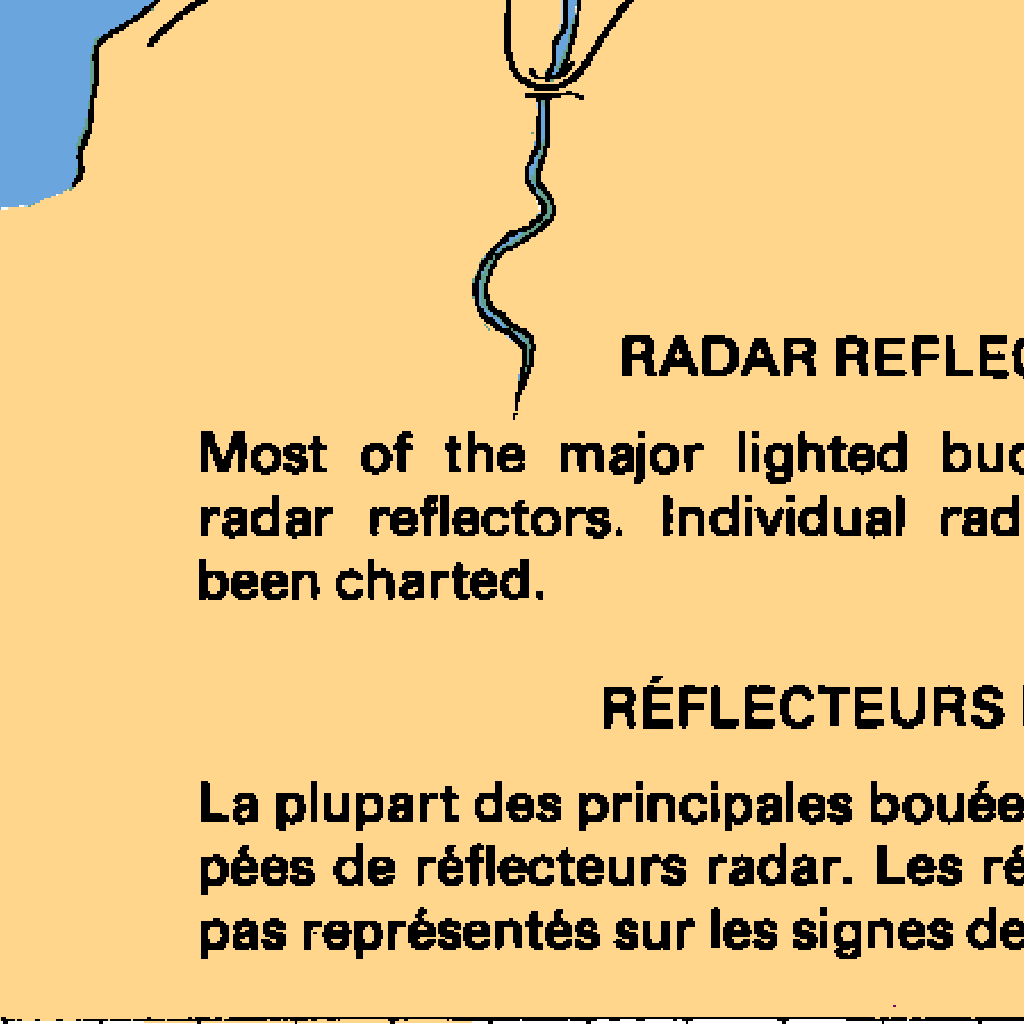 RADAR REFLEC
Most of the major lighted buo
radar reflectors. Individual rad
been charted.
RÉFLECTEURS
La plupart des principales bouée
pées de réflecteurs radar. Les ré
pas représentés sur les signes de